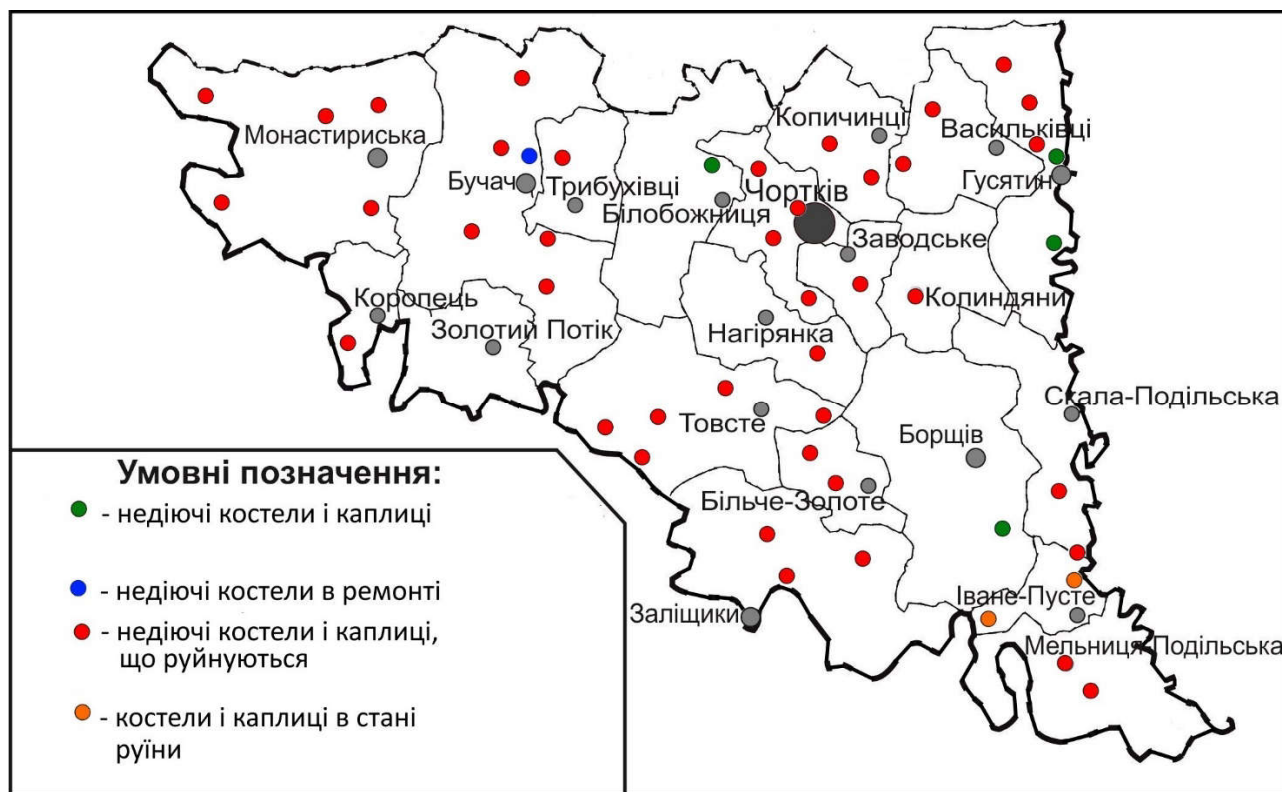 Копичинці
Васильківці
Монастириська
Бучач
Трибухівці
Гусятин
Чортків
Білобожниця
Заводське
Коропець
Колиндяни
Золотий Потік
Нагірянка
Скала-Подільська
Товсте
Борщів
Більче-Золоте
Іване-Пусте
Заліщики
Мельниця-Подільська
Умовні позначення:
- недіючі костели і каплиці
- недіючі костели в ремонті
- недіючі костели і каплиці,
що руйнуються
- костели і каплиці в стані
руїни